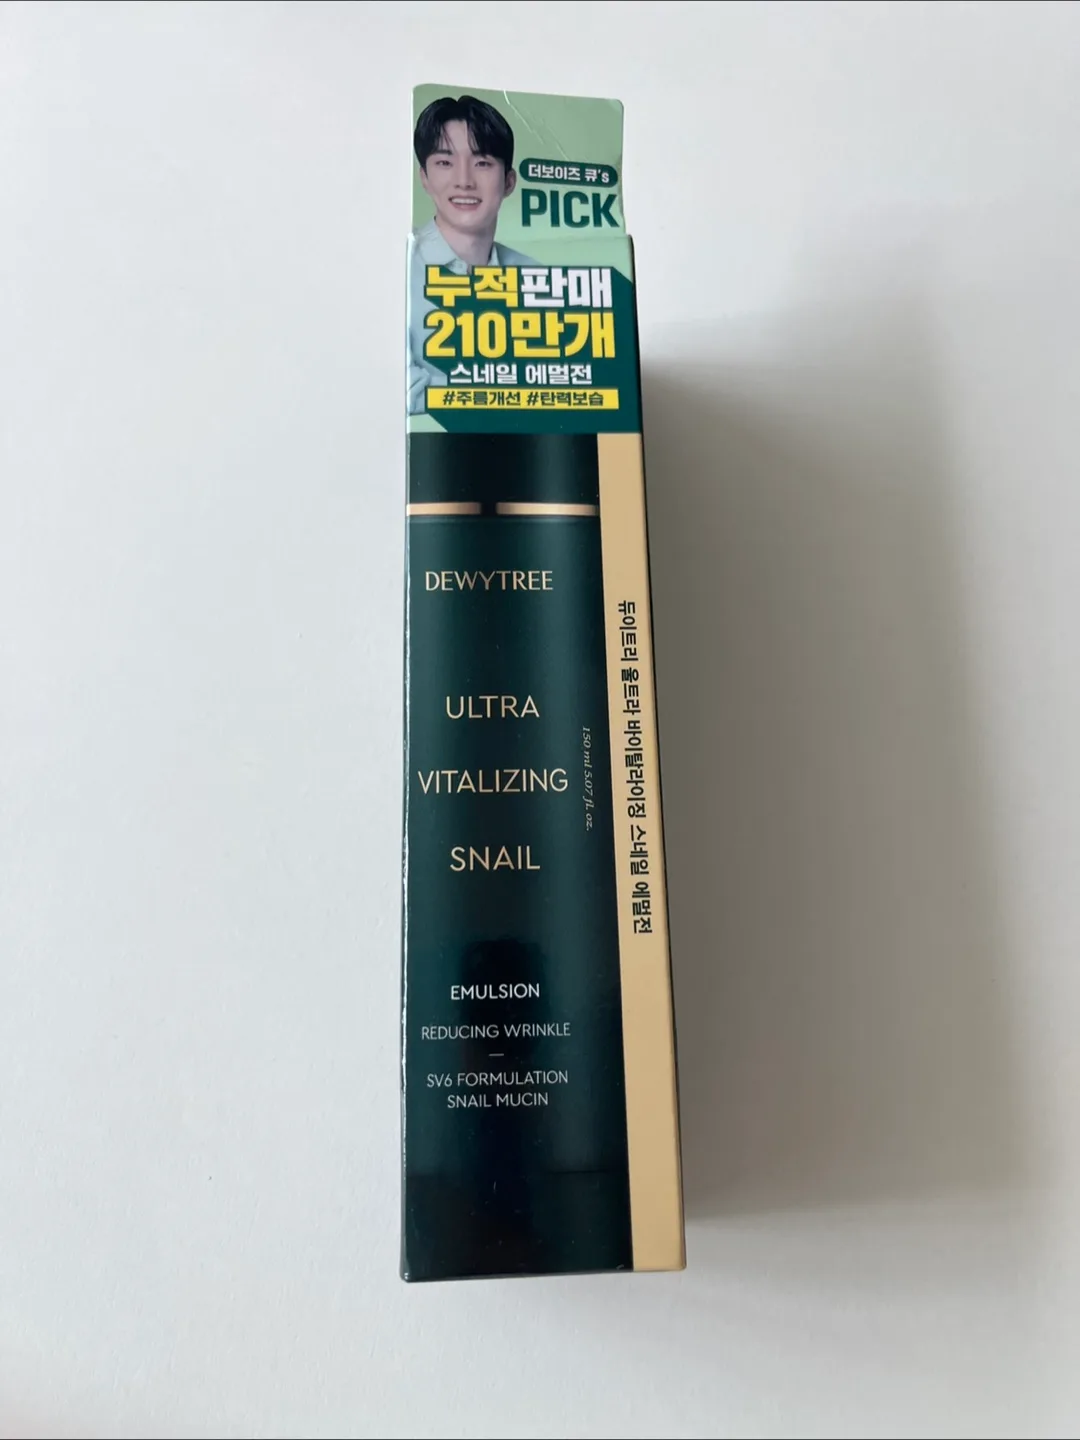 더보이즈 큐's
PICK
누적판매
210만개
스네일 에멀전
#주름개선 #탄력보습
DEWYTREE
ULTRA
VITALIZING
SNAIL
150 ml 5.07 fl. oz.
EMULSION
REDUCING WRINKLE
SV6 FORMULATION
SNAIL MUCIN
듀이트리 울트라 바이탈라이징 스네일 에멀전